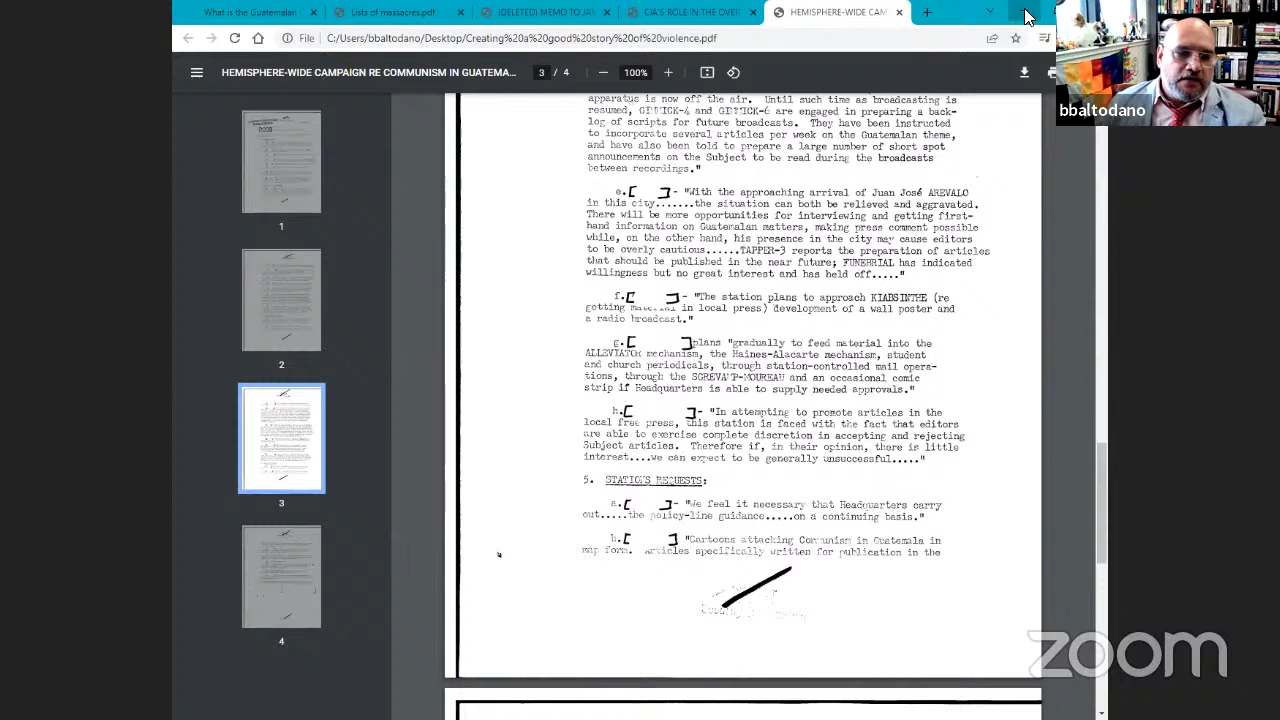 What is the Guatemalan
Lists of massacres.pdf
(DELETED) MEMO TO JAM
CIA'S ROLE IN THE OVER
HEMISPHERE-WIDE CAM
File
C:/Users/bbaltodano/Desktop/Creating%20a%20good%20story%20of%20violence.pdf
HEMISPHERE-WIDE CAMPAIGN RE COMMUNISM IN GUATEMA...
3 / 4
100%
bbaltodano
1
2
3
4
apparatus is now off the air. Until such time as broadcasting is
resumed, and are engaged in preparing a back-
log of scripts for future broadcasts. They have been instructed
to incorporate several articles per week on the Guatemalan theme,
and have also been told to prepare a large number of short spot
announcements on the Subject to be read during the broadcasts
between recordings."
e.[ ]- "With the approaching arrival of Juan José AREVALO
in this city.......the situation can both be relieved and aggravated.
There will be more opportunities for interviewing and getting first-
hand information on Guatemalan matters, making press comment possible
while, on the other hand, his presence in the city may cause editors
to be overly cautious......TAPPER-3 reports the preparation of articles
that should be published in the near future; FUNERRIAL has indicated
willingness but no great interest and has held off....."
f.[ ]- "The station plans to approach KIABSINTHE (re
getting material in local press) development of a wall poster and
a radio broadcast."
g.[ ]plans "gradually to feed material into the
ALLEVIATOR mechanism, the Haines-Alacarte mechanism, student
and church periodicals, through station-controlled mail opera-
tions, through the and an occasional comic
strip if Headquarters is able to supply needed approvals."
h.[ ]- "In attempting to promote articles in the
local free press, this station is faced with the fact that editors
are able to exercise complete discretion in accepting and rejecting
Subject articles. Therefore if, in their opinion, there is little
interest....we can expect to be generally unsuccessful....."
5. STATIONS REQUESTS:
a.[ ]- "We feel it necessary that Headquarters carry
out.....the policy-line guidance.....on a continuing basis."
b.[ ] "Cartoons attacking Communism in Guatemala in
map form. Articles specifically written for publication in the
zoom